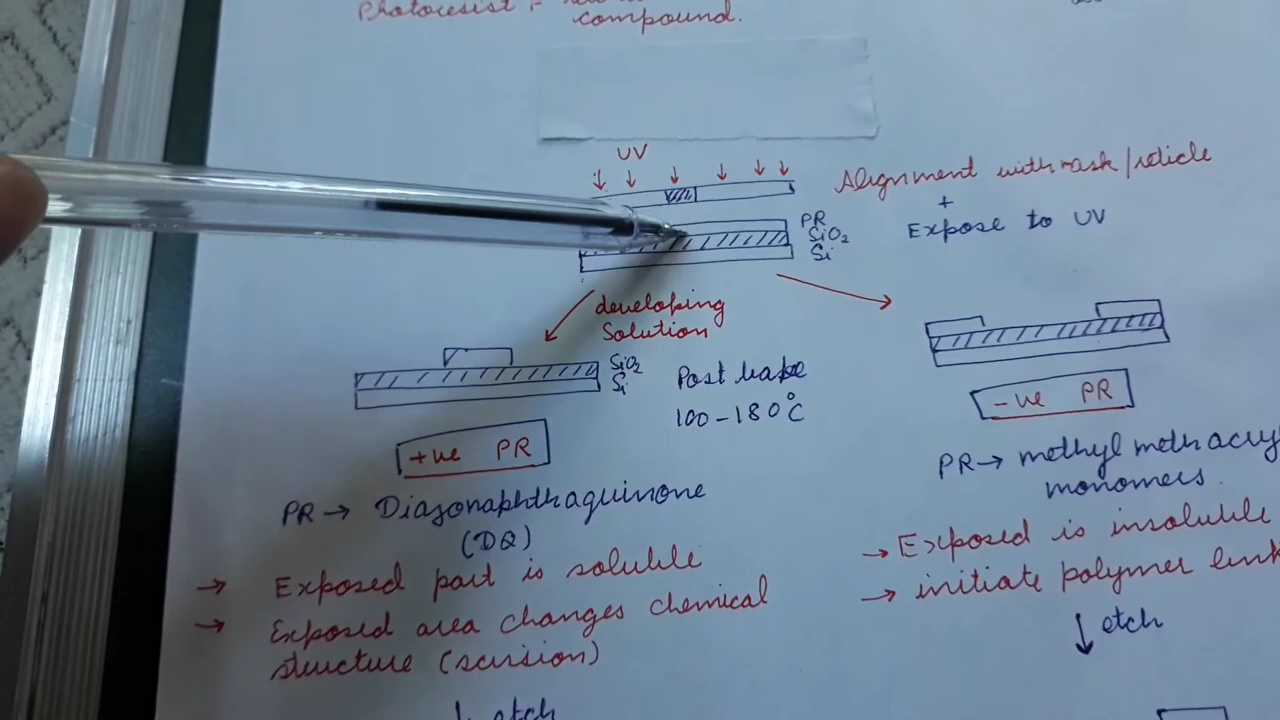 Photoresist :-
compound.
UV
Alignment with mask/reticle
+
Expose to UV
PR
SiO2
Si
developing
Solution
SiO2
Si
Post bake
100-180°C
+ve PR
-ve PR
PR → Diazonaphthaquinone
(DQ)
→ Exposed part is soluble
→ Exposed area changes chemical
structure (scission)
↓ etch
PR → methyl methacry
monomers.
→ Exposed is insoluble
→ initiate polymer link
↓ etch